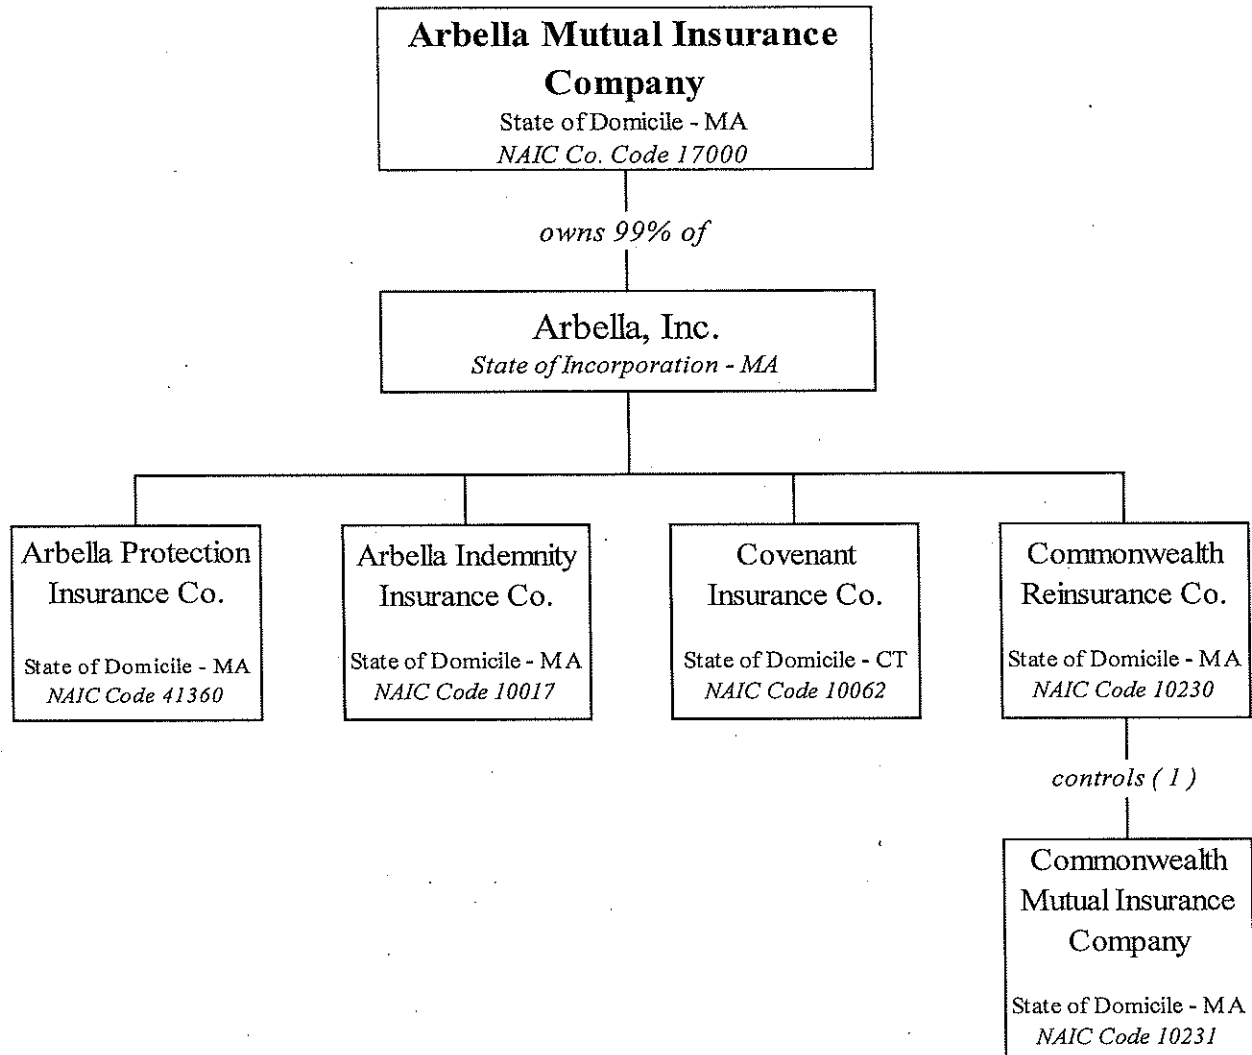 Arbella Mutual Insurance
Company
State of Domicile - MA
NAIC Co. Code 17000
owns 99% of
Arbella, Inc.
State of Incorporation - MA
Arbella Protection
Insurance Co.
State of Domicile - MA
NAIC Code 41360
Arbella Indemnity
Insurance Co.
State of Domicile - MA
NAIC Code 10017
Covenant
Insurance Co.
State of Domicile - CT
NAIC Code 10062
Commonwealth
Reinsurance Co.
State of Domicile - MA
NAIC Code 10230
controls ( 1 )
Commonwealth
Mutual Insurance
Company
State of Domicile - MA
NAIC Code 10231